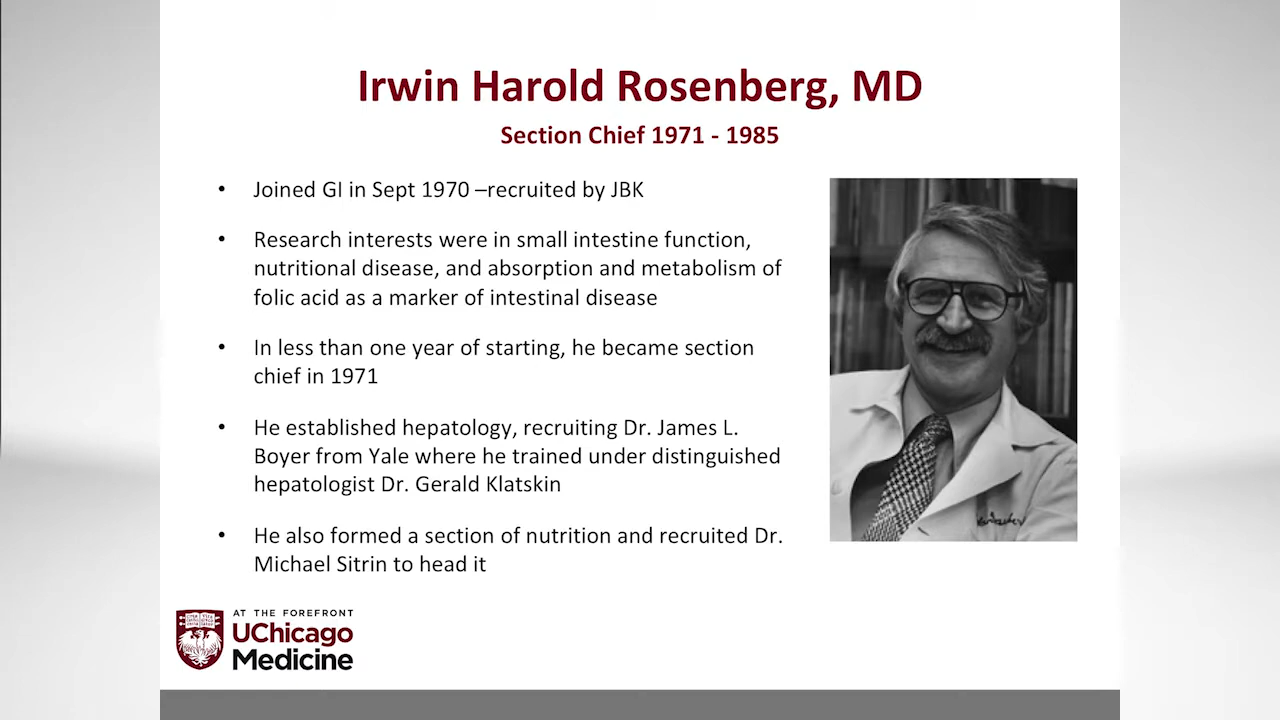 Irwin Harold Rosenberg, MD
Section Chief 1971 - 1985
• Joined GI in Sept 1970 –recruited by JBK
• Research interests were in small intestine function,
nutritional disease, and absorption and metabolism of
folic acid as a marker of intestinal disease
• In less than one year of starting, he became section
chief in 1971
• He established hepatology, recruiting Dr. James L.
Boyer from Yale where he trained under distinguished
hepatologist Dr. Gerald Klatskin
• He also formed a section of nutrition and recruited Dr.
Michael Sitrin to head it
AT THE FOREFRONT
UChicago
Medicine